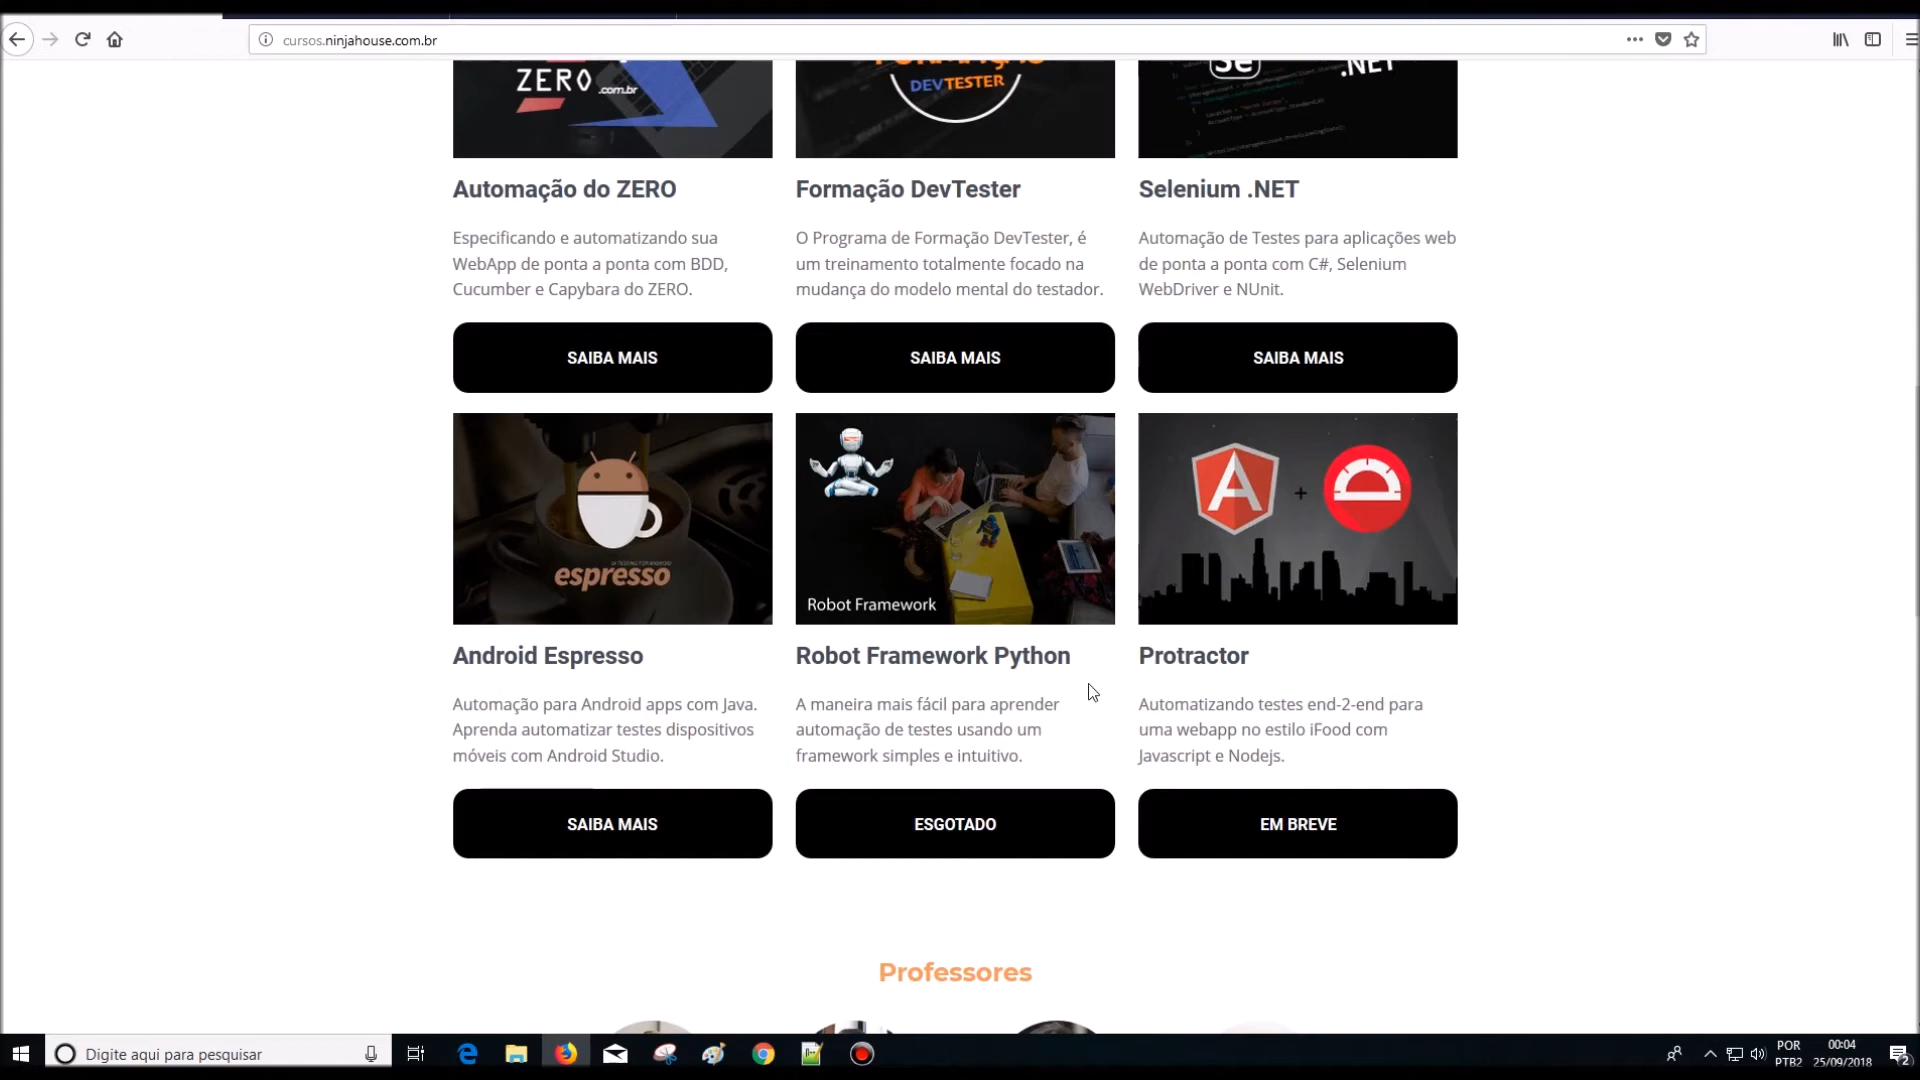 cursos.ninjahouse.com.br
ZERO .com.br
FORMAÇÃO
DEVTESTER
Se
.NET
Automação do ZERO
Formação DevTester
Selenium .NET
Especificando e automatizando sua
WebApp de ponta a ponta com BDD,
Cucumber e Capybara do ZERO.
O Programa de Formação DevTester, é
um treinamento totalmente focado na
mudança do modelo mental do testador.
Automação de Testes para aplicações web
de ponta a ponta com C#, Selenium
WebDriver e NUnit.
SAIBA MAIS
SAIBA MAIS
SAIBA MAIS
espresso
Robot Framework
A
+
Android Espresso
Robot Framework Python
Protractor
Automação para Android apps com Java.
Aprenda automatizar testes dispositivos
móveis com Android Studio.
A maneira mais fácil para aprender
automação de testes usando um
framework simples e intuitivo.
Automatizando testes end-2-end para
uma webapp no estilo iFood com
Javascript e Nodejs.
SAIBA MAIS
ESGOTADO
EM BREVE
Professores
Digite aqui para pesquisar
POR
PTB2
00:04
25/09/2018
2